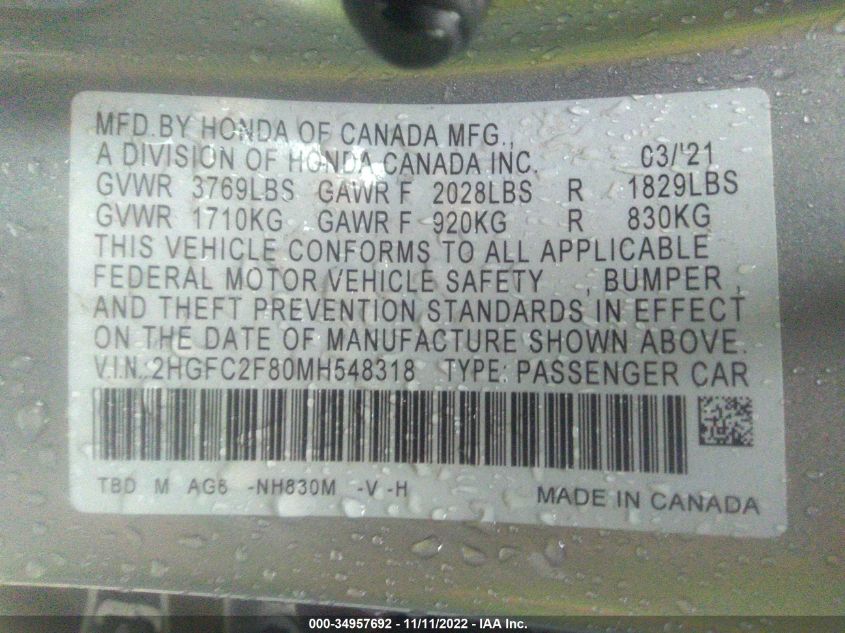 MFD.BY HONDA OF CANADA MFG.,
A DIVISION OF HONDA CANADA INC. 03/'21
GVWR 3769LBS GAWR F 2028LBS R 1829LBS
GVWR 1710KG GAWR F 920KG R 830KG
THIS VEHICLE CONFORMS TO ALL APPLICABLE
FEDERAL MOTOR VEHICLE SAFETY , BUMPER ,
AND THEFT PREVENTION STANDARDS IN EFFECT
ON THE DATE OF MANUFACTURE SHOWN ABOVE.
V.I.N. 2HGFC2F80MH548318 TYPE: PASSENGER CAR
TBD M AG6 -NH830M -V -H MADE IN CANADA
000-34957692 - 11/11/2022 - IAA Inc.